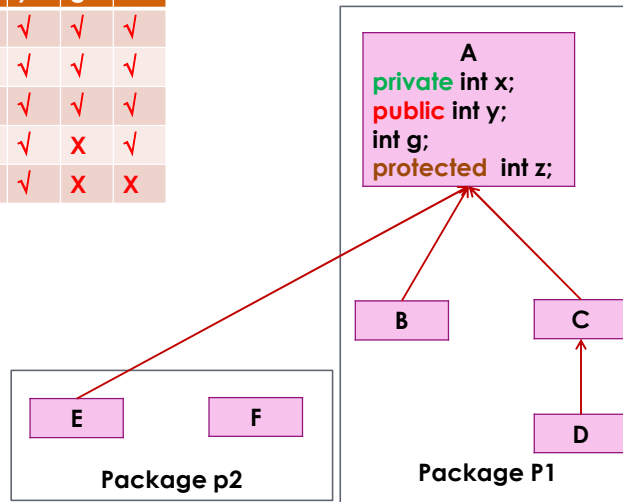 √ √ √
√ √ √
√ √ √
√ X √
√ X X
A
private int x;
public int y;
int g;
protected int z;
B
C
E
F
D
Package p2
Package P1